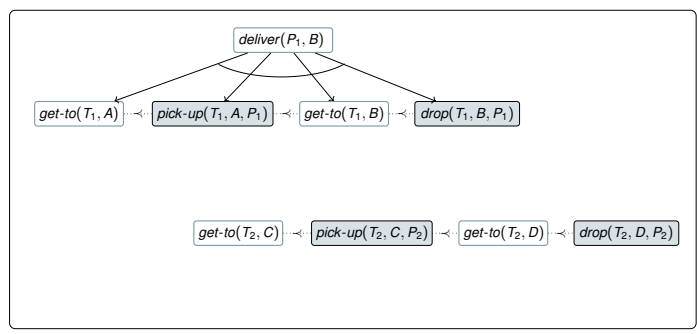 deliver(P₁, B)
get-to(T₁, A) ≺ pick-up(T₁, A, P₁) ≺ get-to(T₁, B) ≺ drop(T₁, B, P₁)
get-to(T₂, C) ≺ pick-up(T₂, C, P₂) ≺ get-to(T₂, D) ≺ drop(T₂, D, P₂)